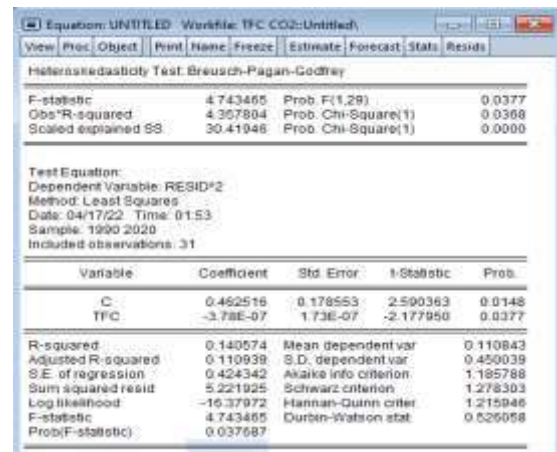 Equation: UNTITLED Workfile: TFC CO2::Untitled\
View Proc Object Print Name Freeze Estimate Forecast Stats Resids
Heteroskedasticity Test: Breusch-Pagan-Godfrey
F-statistic 4.743465 Prob. F(1,29) 0.0377
Obs*R-squared 4.357804 Prob. Chi-Square(1) 0.0368
Scaled explained SS 30.41946 Prob. Chi-Square(1) 0.0000
Test Equation:
Dependent Variable: RESID^2
Method: Least Squares
Date: 04/17/22 Time: 01:53
Sample: 1990 2020
Included observations: 31
Variable Coefficient Std. Error t-Statistic Prob.
C 0.462516 0.178553 2.590363 0.0148
TFC -3.78E-07 1.73E-07 -2.177950 0.0377
R-squared 0.140574 Mean dependent var 0.110843
Adjusted R-squared 0.110939 S.D. dependent var 0.450039
S.E. of regression 0.424342 Akaike info criterion 1.185788
Sum squared resid 5.221925 Schwarz criterion 1.278303
Log likelihood -16.37972 Hannan-Quinn criter. 1.215946
F-statistic 4.743465 Durbin-Watson stat 0.526058
Prob(F-statistic) 0.037687